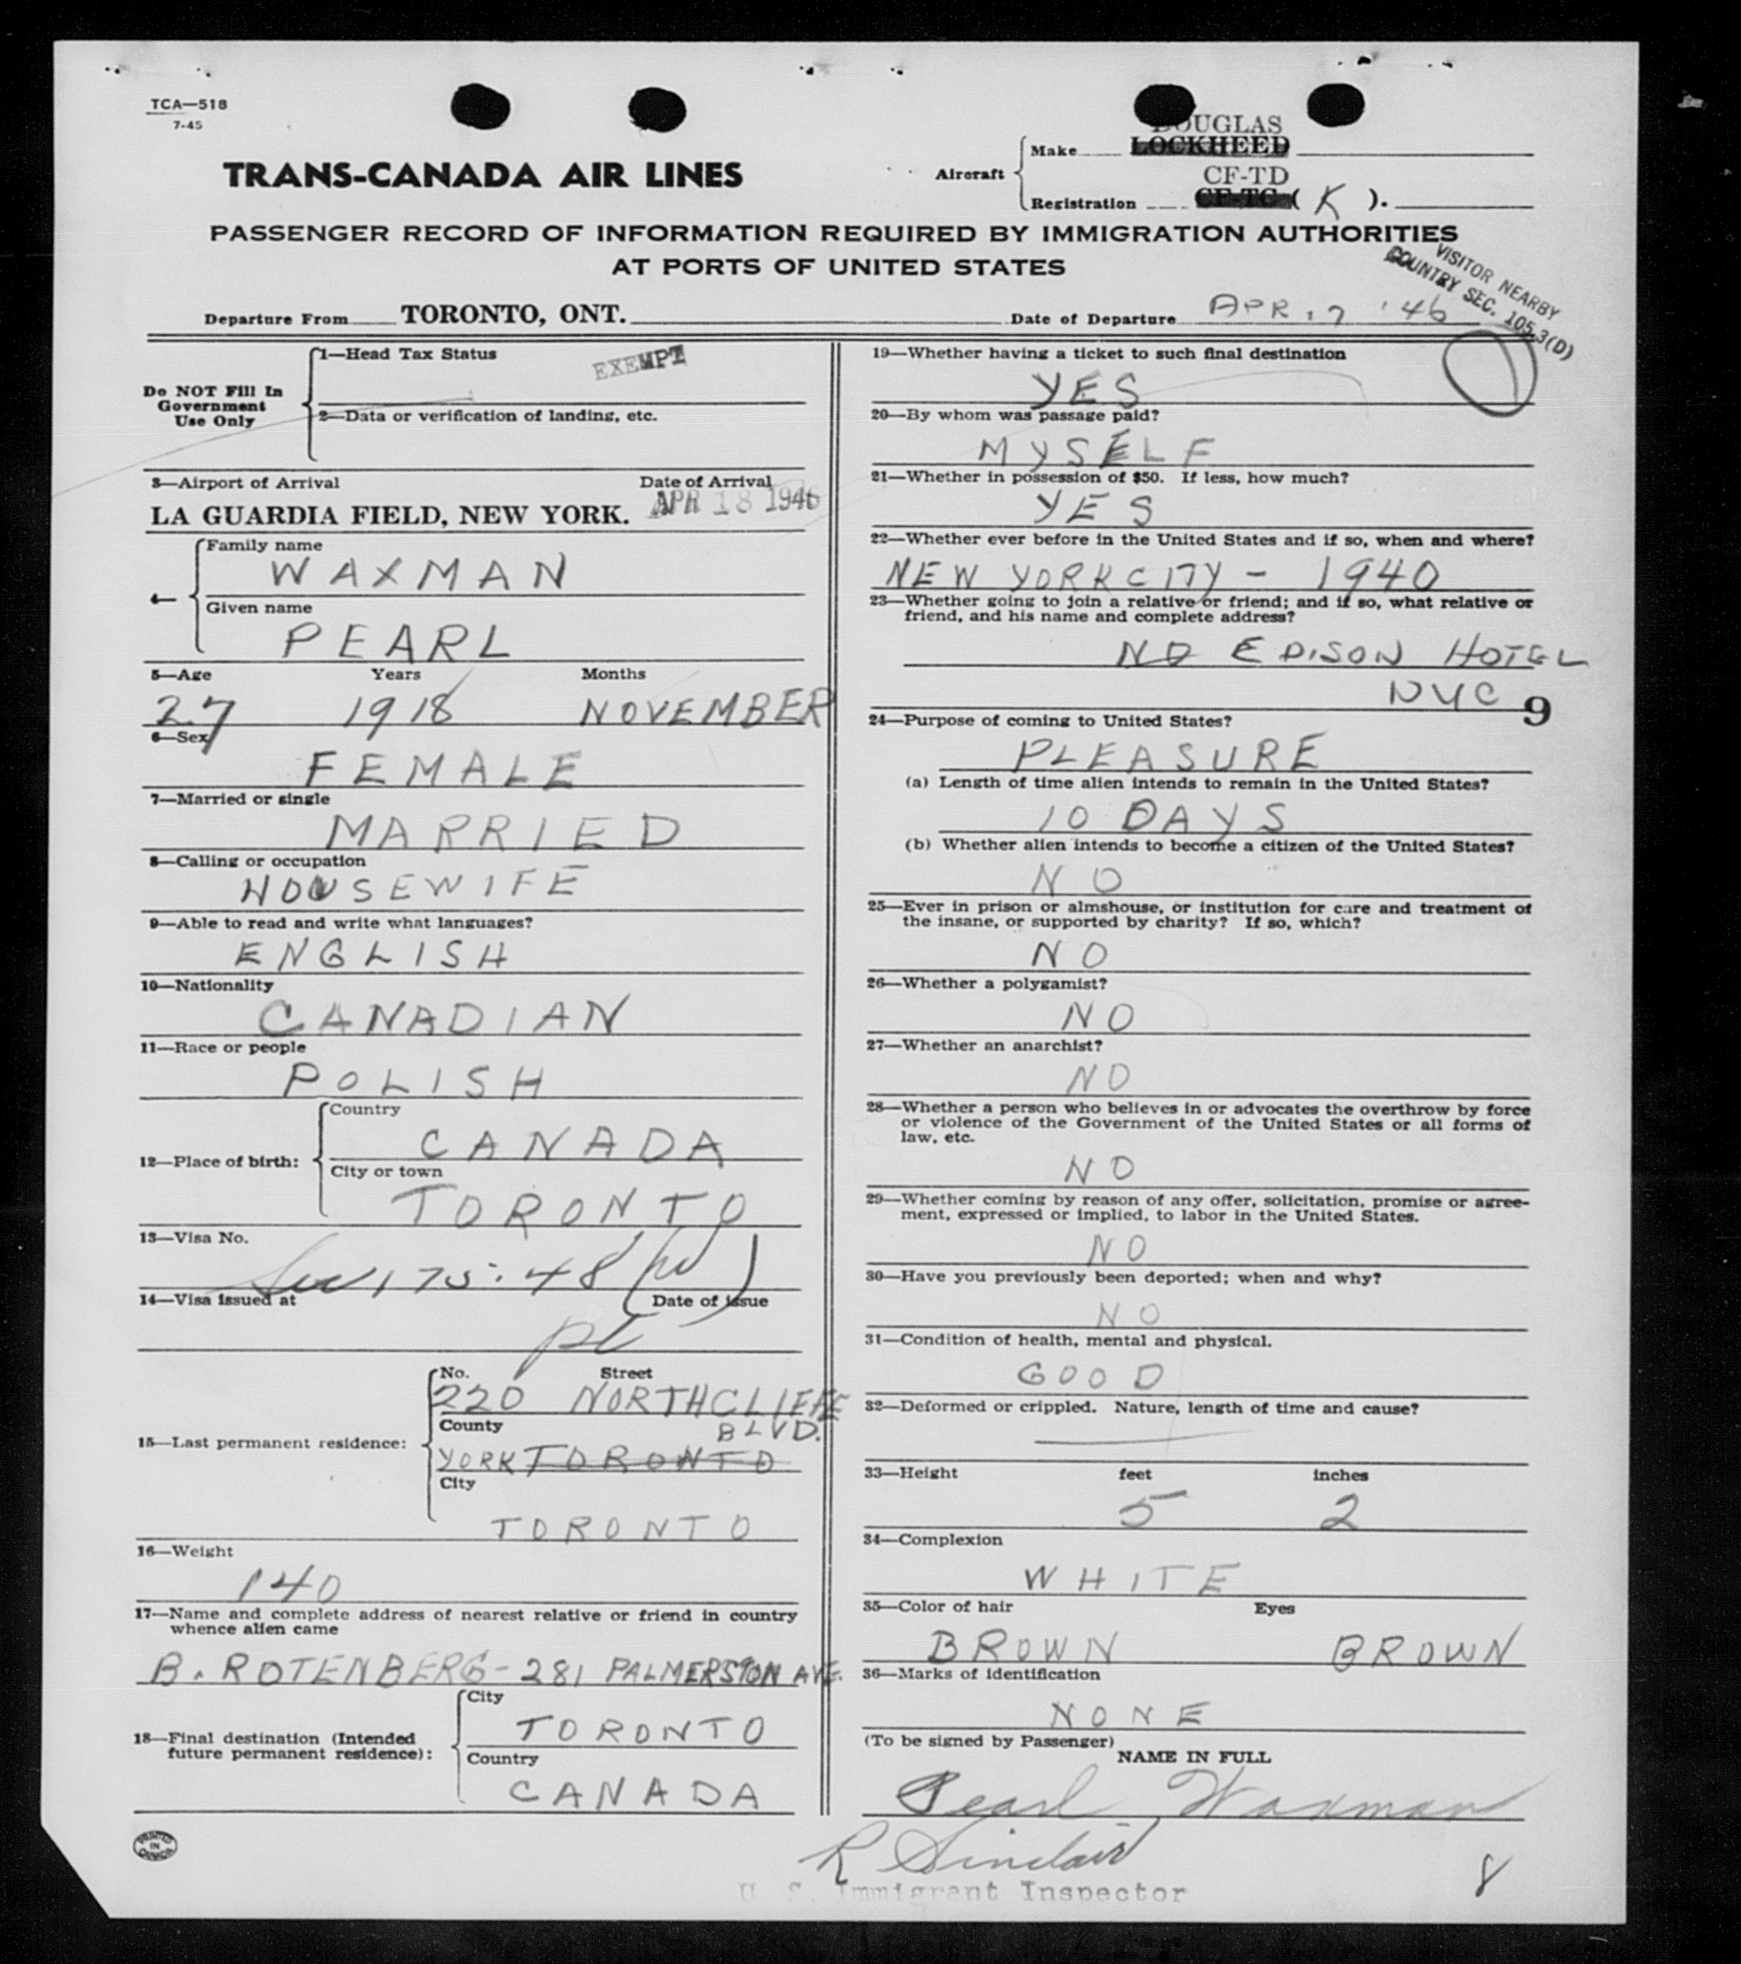 TCA—518
7-45
TRANS-CANADA AIR LINES
Aircraft
Make
DOUGLAS
LOCKHEED
CF-TD
Registration CF-TC ( K ).
PASSENGER RECORD OF INFORMATION REQUIRED BY IMMIGRATION AUTHORITIES
AT PORTS OF UNITED STATES
VISITOR NEARBY
COUNTRY SEC. 105.3(D)
Departure From TORONTO, ONT.
Date of Departure APR. 17 '46
Do NOT Fill In
Government
Use Only
1—Head Tax Status
EXEMPT
2—Data or verification of landing, etc.
3—Airport of Arrival Date of Arrival
LA GUARDIA FIELD, NEW YORK. APR 18 1946
4—
Family name
WAXMAN
Given name
PEARL
5—Age Years Months
27 1918 NOVEMBER
6—Sex
FEMALE
7—Married or single
MARRIED
8—Calling or occupation
HOUSEWIFE
9—Able to read and write what languages?
ENGLISH
10—Nationality
CANADIAN
11—Race or people
POLISH
12—Place of birth:
Country
CANADA
City or town
TORONTO
13—Visa No.
Sec 175.48
14—Visa issued at (Date of issue
15—Last permanent residence:
No. Street
220 NORTHCLIFFE
BLVD.
County
YORK TORONTO
City
TORONTO
16—Weight
140
17—Name and complete address of nearest relative or friend in country
whence alien came
B. ROTENBERG - 281 PALMERSTON AVE.
18—Final destination (Intended
future permanent residence):
City
TORONTO
Country
CANADA
PRINTED
IN
CANADA
19—Whether having a ticket to such final destination
YES
20—By whom was passage paid?
MYSELF
21—Whether in possession of $50. If less, how much?
YES
22—Whether ever before in the United States and if so, when and where?
NEW YORK CITY - 1940
23—Whether going to join a relative or friend; and if so, what relative or
friend, and his name and complete address?
NO EDISON HOTEL
NYC 9
24—Purpose of coming to United States?
PLEASURE
(a) Length of time alien intends to remain in the United States?
10 DAYS
(b) Whether alien intends to become a citizen of the United States?
NO
25—Ever in prison or almshouse, or institution for care and treatment of
the insane, or supported by charity? If so, which?
NO
26—Whether a polygamist?
NO
27—Whether an anarchist?
NO
28—Whether a person who believes in or advocates the overthrow by force
or violence of the Government of the United States or all forms of
law, etc.
NO
29—Whether coming by reason of any offer, solicitation, promise or agree-
ment, expressed or implied, to labor in the United States.
NO
30—Have you previously been deported; when and why?
NO
31—Condition of health, mental and physical.
GOOD
32—Deformed or crippled. Nature, length of time and cause?
33—Height feet inches
5 2
34—Complexion
WHITE
35—Color of hair Eyes
BROWN BROWN
36—Marks of identification
NONE
(To be signed by Passenger)
NAME IN FULL
Pearl Waxman
R Sinclair
U. S. Immigrant Inspector
8